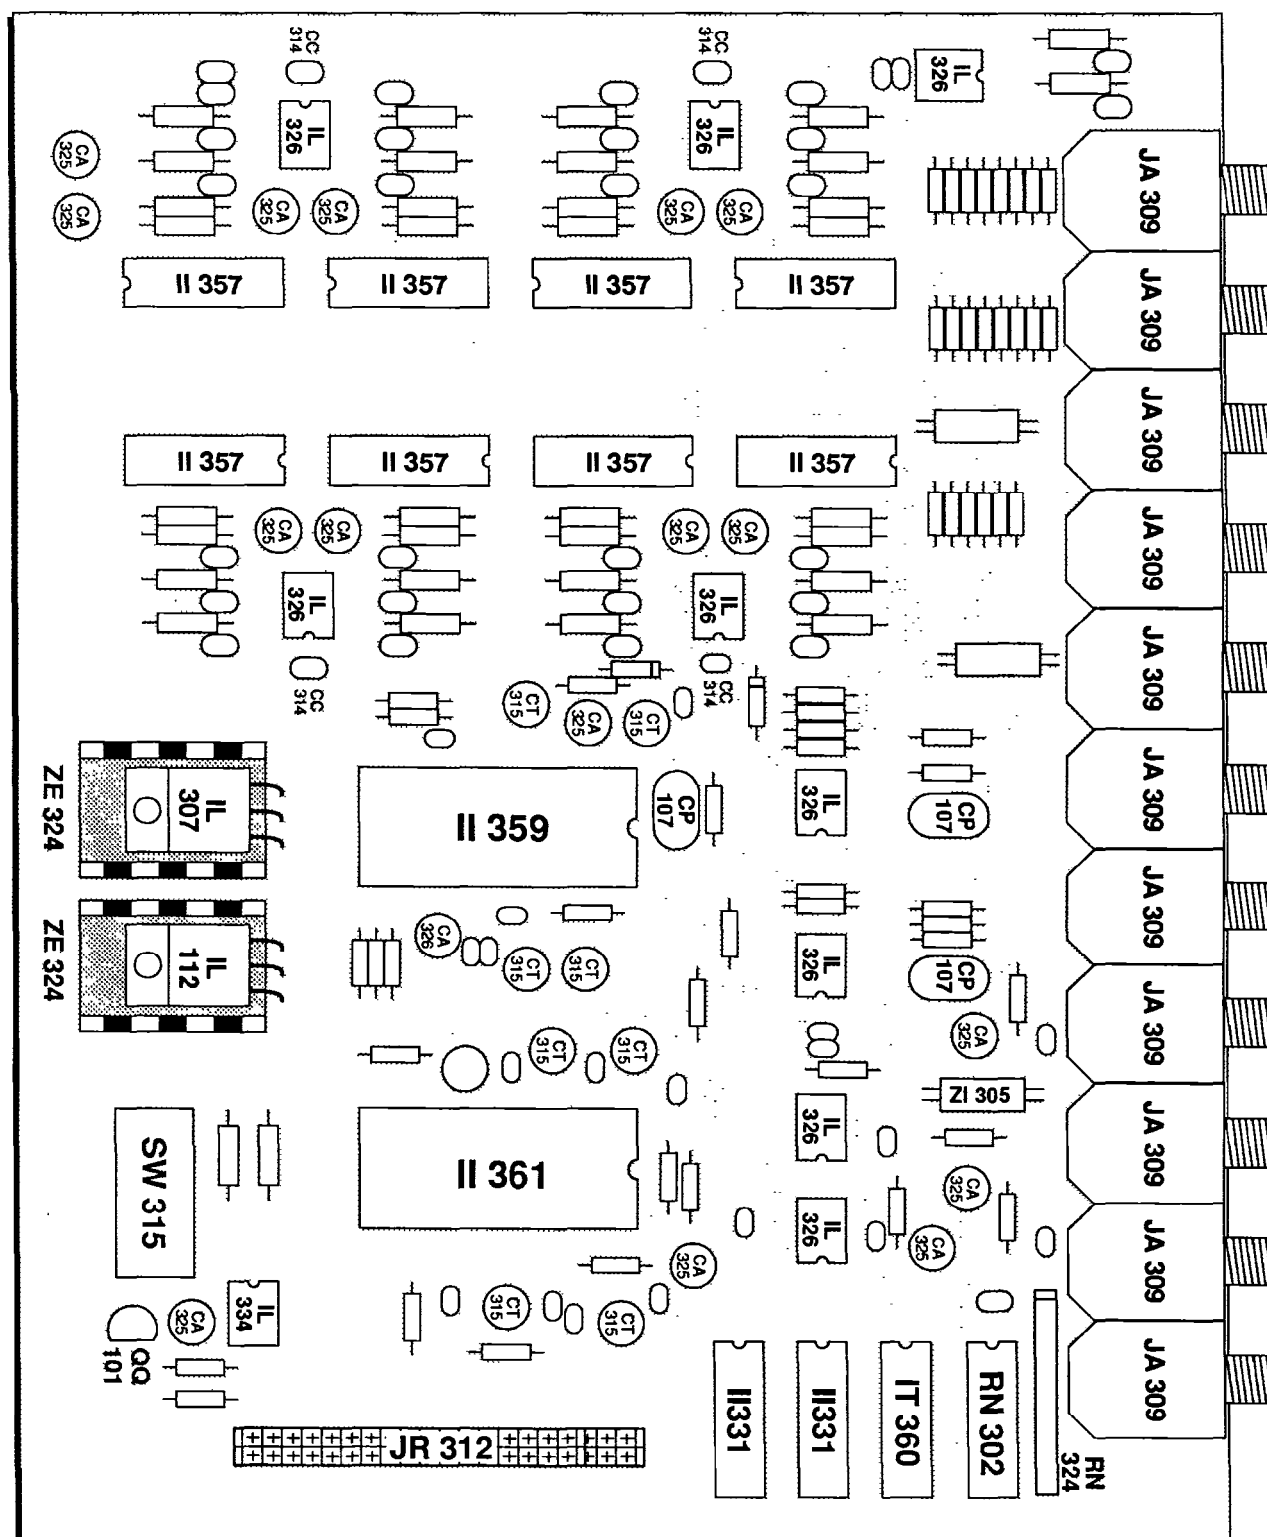 CC
314
CC
314
IL
326
IL
326
IL
326
CA
325
CA
325
CA
325
CA
325
CA
325
CA
325
JA 309
II 357
II 357
II 357
II 357
JA 309
JA 309
II 357
II 357
II 357
II 357
CA
325
CA
325
CA
325
CA
325
JA 309
IL
326
IL
326
JA 309
CC
314
CC
314
CT
315
CA
325
CT
315
ZE 324
IL
307
II 359
CP
107
IL
326
CP
107
JA 309
ZE 324
IL
112
CA
326
CT
315
CT
315
IL
326
CP
107
JA 309
CT
315
CT
315
CA
325
JA 309
ZI 305
SW 315
II 361
IL
326
JA 309
CA
325
IL
326
CA
325
CA
325
JA 309
QQ
101
CA
325
IL
334
CT
315
CT
315
II331
II331
IT 360
RN 302
JA 309
JR 312
RN
324